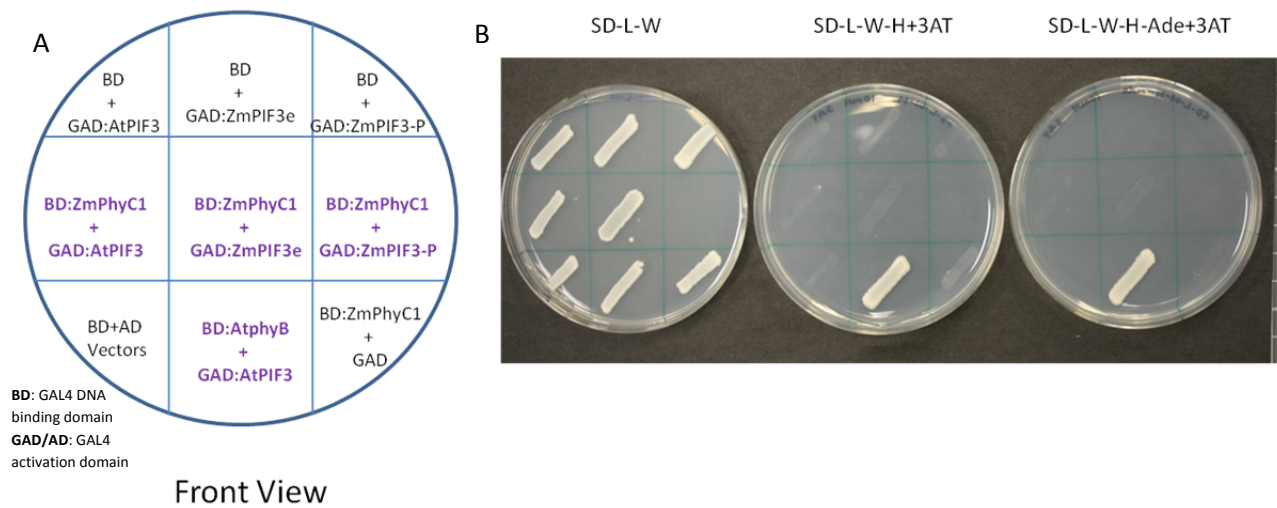 A
BD
+
GAD:AtPIF3
BD
+
GAD:ZmPIF3e
BD
+
GAD:ZmPIF3-P
BD:ZmPhyC1
+
GAD:AtPIF3
BD:ZmPhyC1
+
GAD:ZmPIF3e
BD:ZmPhyC1
+
GAD:ZmPIF3-P
BD+AD
Vectors
BD:AtphyB
+
GAD:AtPIF3
BD:ZmPhyC1
+
GAD
BD: GAL4 DNA
binding domain
GAD/AD: GAL4
activation domain
Front View
B
SD-L-W
SD-L-W-H+3AT
SD-L-W-H-Ade+3AT